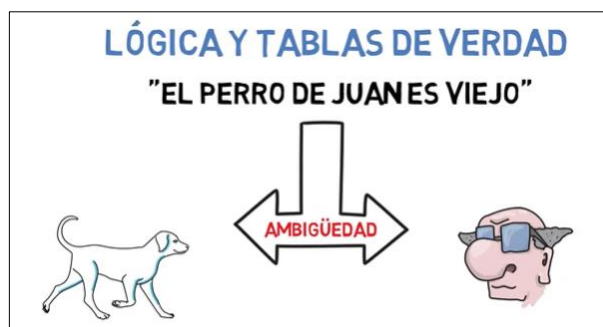 LÓGICA Y TABLAS DE VERDAD
"EL PERRO DE JUAN ES VIEJO"
AMBIGÜEDAD